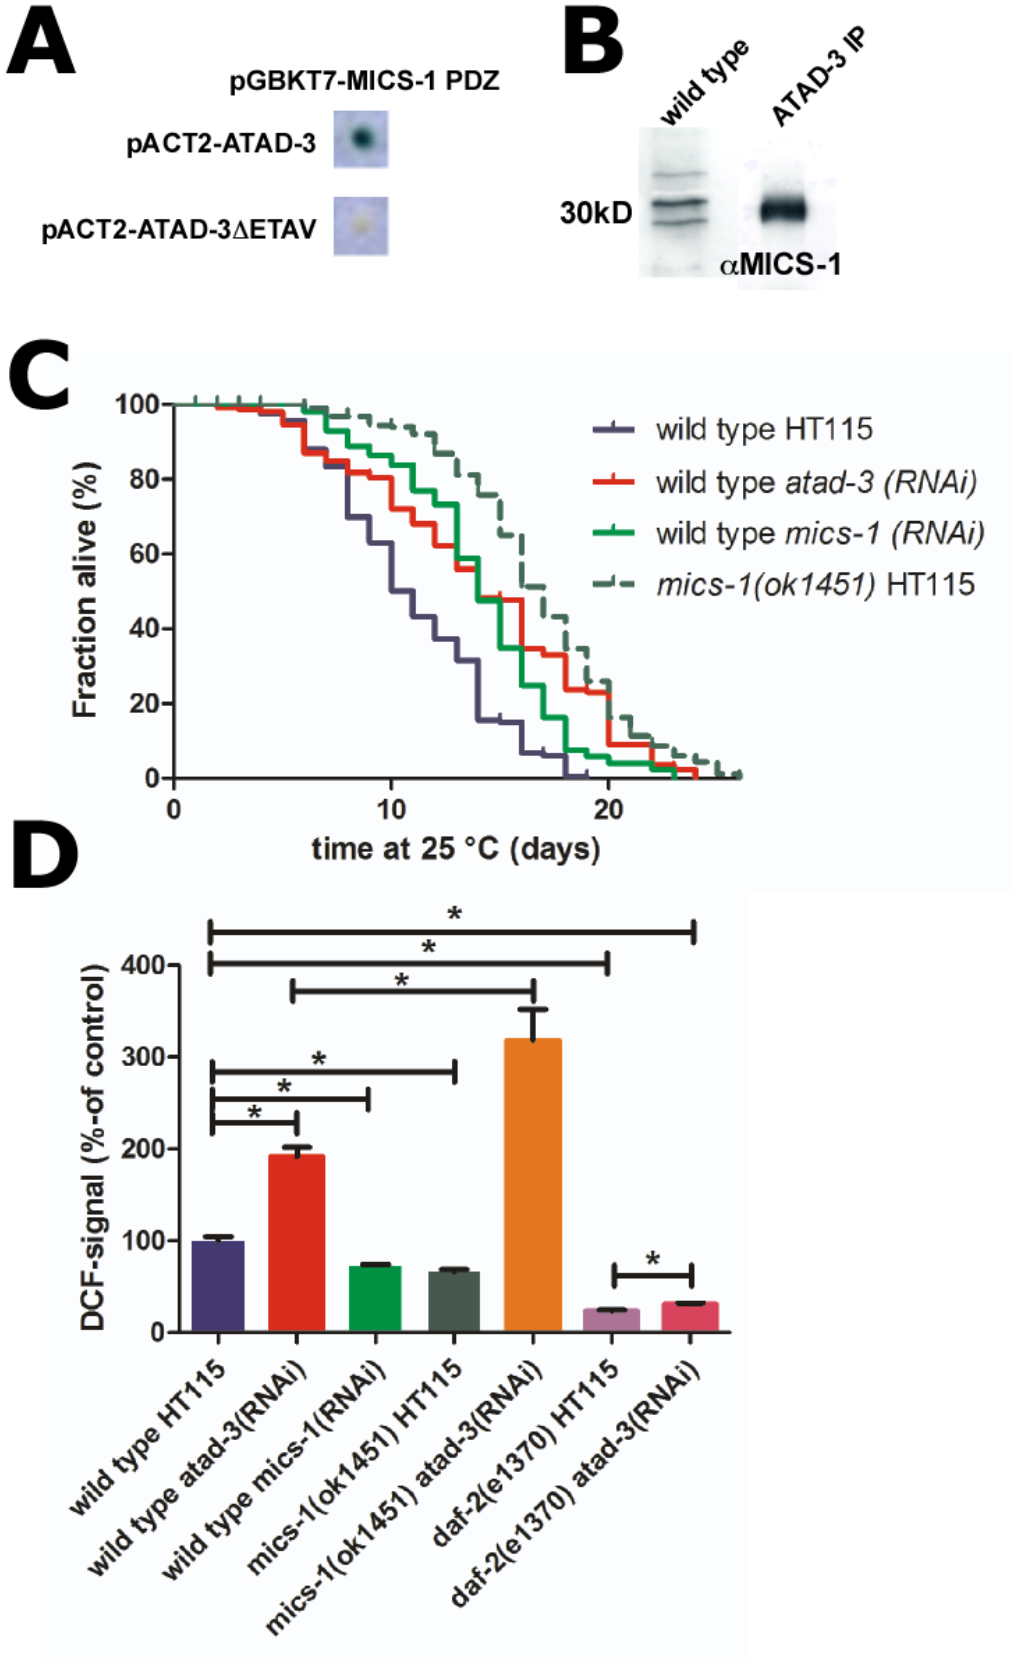 A
pGBKT7-MICS-1 PDZ
pACT2-ATAD-3
pACT2-ATAD-3ΔETAV
B
wild type
ATAD-3 IP
30kD
αMICS-1
C
Fraction alive (%)
100
80
60
40
20
0
0
10
20
time at 25 °C (days)
wild type HT115
wild type atad-3 (RNAi)
wild type mics-1 (RNAi)
mics-1(ok1451) HT115
D
DCF-signal (%-of control)
400
300
200
100
0
*
*
*
*
*
*
*
wild type HT115
wild type atad-3(RNAi)
wild type mics-1(RNAi)
mics-1(ok1451) HT115
mics-1(ok1451) atad-3(RNAi)
daf-2(e1370) HT115
daf-2(e1370) atad-3(RNAi)